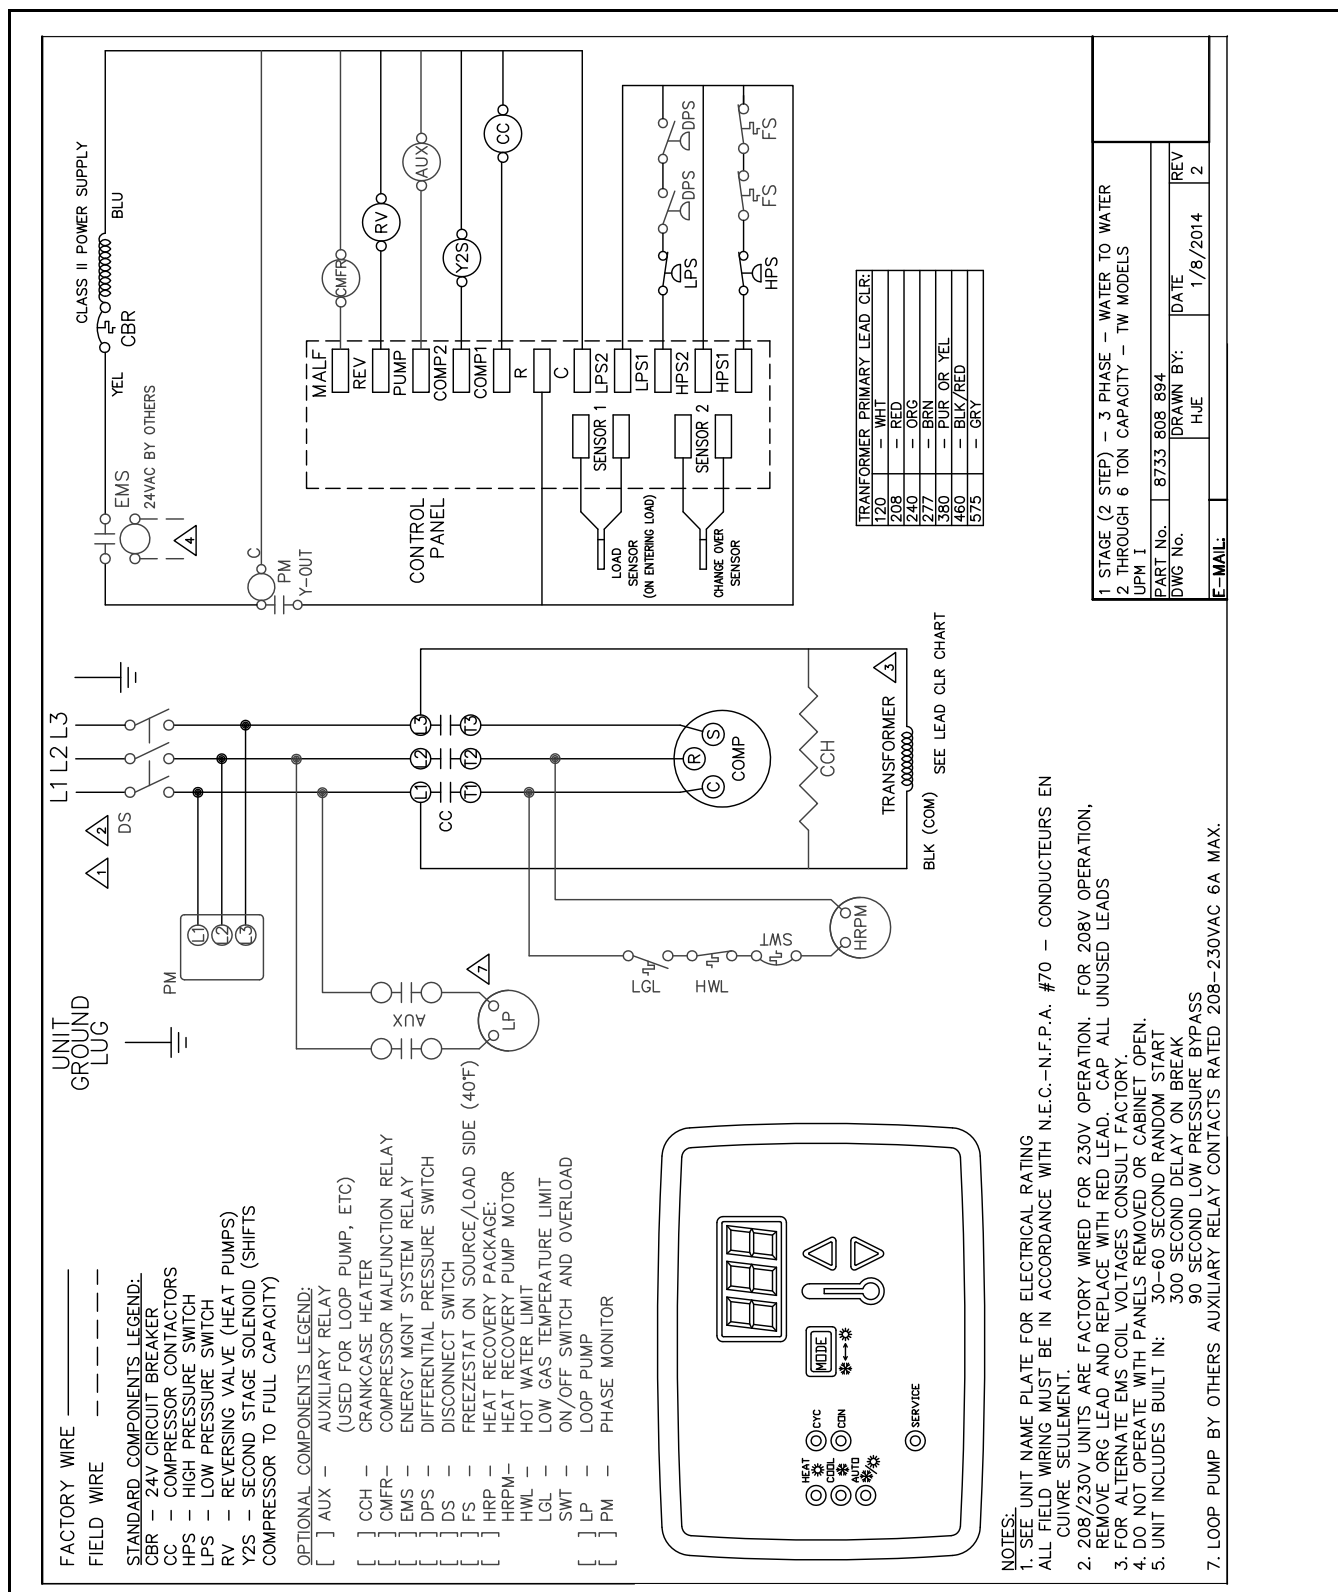 FACTORY WIRE
FIELD WIRE
STANDARD COMPONENTS LEGEND:
CBR – 24V CIRCUIT BREAKER
CC – COMPRESSOR CONTACTORS
HPS – HIGH PRESSURE SWITCH
LPS – LOW PRESSURE SWITCH
RV – REVERSING VALVE (HEAT PUMPS)
Y2S – SECOND STAGE SOLENOID (SHIFTS
COMPRESSOR TO FULL CAPACITY)
OPTIONAL COMPONENTS LEGEND:
[ ] AUX – AUXILIARY RELAY
(USED FOR LOOP PUMP, ETC)
[ ] CCH – CRANKCASE HEATER
[ ] CMFR– COMPRESSOR MALFUNCTION RELAY
[ ] EMS – ENERGY MGNT SYSTEM RELAY
[ ] DPS – DIFFERENTIAL PRESSURE SWITCH
[ ] DS – DISCONNECT SWITCH
[ ] FS – FREEZESTAT ON SOURCE/LOAD SIDE (40°F)
[ ] HRP – HEAT RECOVERY PACKAGE:
[ ] HRPM– HEAT RECOVERY PUMP MOTOR
HWL – HOT WATER LIMIT
LGL – LOW GAS TEMPERATURE LIMIT
SWT – ON/OFF SWITCH AND OVERLOAD
[ ] LP – LOOP PUMP
[ ] PM – PHASE MONITOR
UNIT
GROUND
LUG
L1 L2 L3
1
2
DS
PM
L1
L2
L3
AUX
LP
7
L1
L2
L3
CC
T1
T2
T3
C
R
S
COMP
CCH
TRANSFORMER
3
BLK (COM)
SEE LEAD CLR CHART
LGL
HWL
SWT
HRPM
CLASS II POWER SUPPLY
YEL
CBR
BLU
EMS
24VAC BY OTHERS
4
C
PM
Y-OUT
CONTROL
PANEL
MALF
REV
PUMP
COMP2
COMP1
R
C
LPS2
LPS1
HPS2
HPS1
CMFR
RV
AUX
Y2S
CC
LPS
DPS
DPS
HPS
FS
FS
SENSOR 1
SENSOR 2
LOAD
SENSOR
(ON ENTERING LOAD)
CHANGE OVER
SENSOR
TRANFORMER PRIMARY LEAD CLR:
120 – WHT
208 – RED
240 – ORG
277 – BRN
380 – PUR OR YEL
460 – BLK/RED
575 – GRY
HEAT
COOL
AUTO
CYC
CON
SERVICE
MODE
NOTES:
1. SEE UNIT NAME PLATE FOR ELECTRICAL RATING
ALL FIELD WIRING MUST BE IN ACCORDANCE WITH N.E.C.–N.F.P.A. #70 – CONDUCTEURS EN
CUIVRE SEULEMENT.
2. 208/230V UNITS ARE FACTORY WIRED FOR 230V OPERATION. FOR 208V OPERATION,
REMOVE ORG LEAD AND REPLACE WITH RED LEAD. CAP ALL UNUSED LEADS
3. FOR ALTERNATE EMS COIL VOLTAGES CONSULT FACTORY.
4. DO NOT OPERATE WITH PANELS REMOVED OR CABINET OPEN.
5. UNIT INCLUDES BUILT IN: 30–60 SECOND RANDOM START
300 SECOND DELAY ON BREAK
90 SECOND LOW PRESSURE BYPASS
7. LOOP PUMP BY OTHERS AUXILIARY RELAY CONTACTS RATED 208–230VAC 6A MAX.
1 STAGE (2 STEP) – 3 PHASE – WATER TO WATER
2 THROUGH 6 TON CAPACITY – TW MODELS
UPM I
PART No. 8733 808 894
DWG No. DRAWN BY: DATE REV
HJE 1/8/2014 2
E-MAIL: